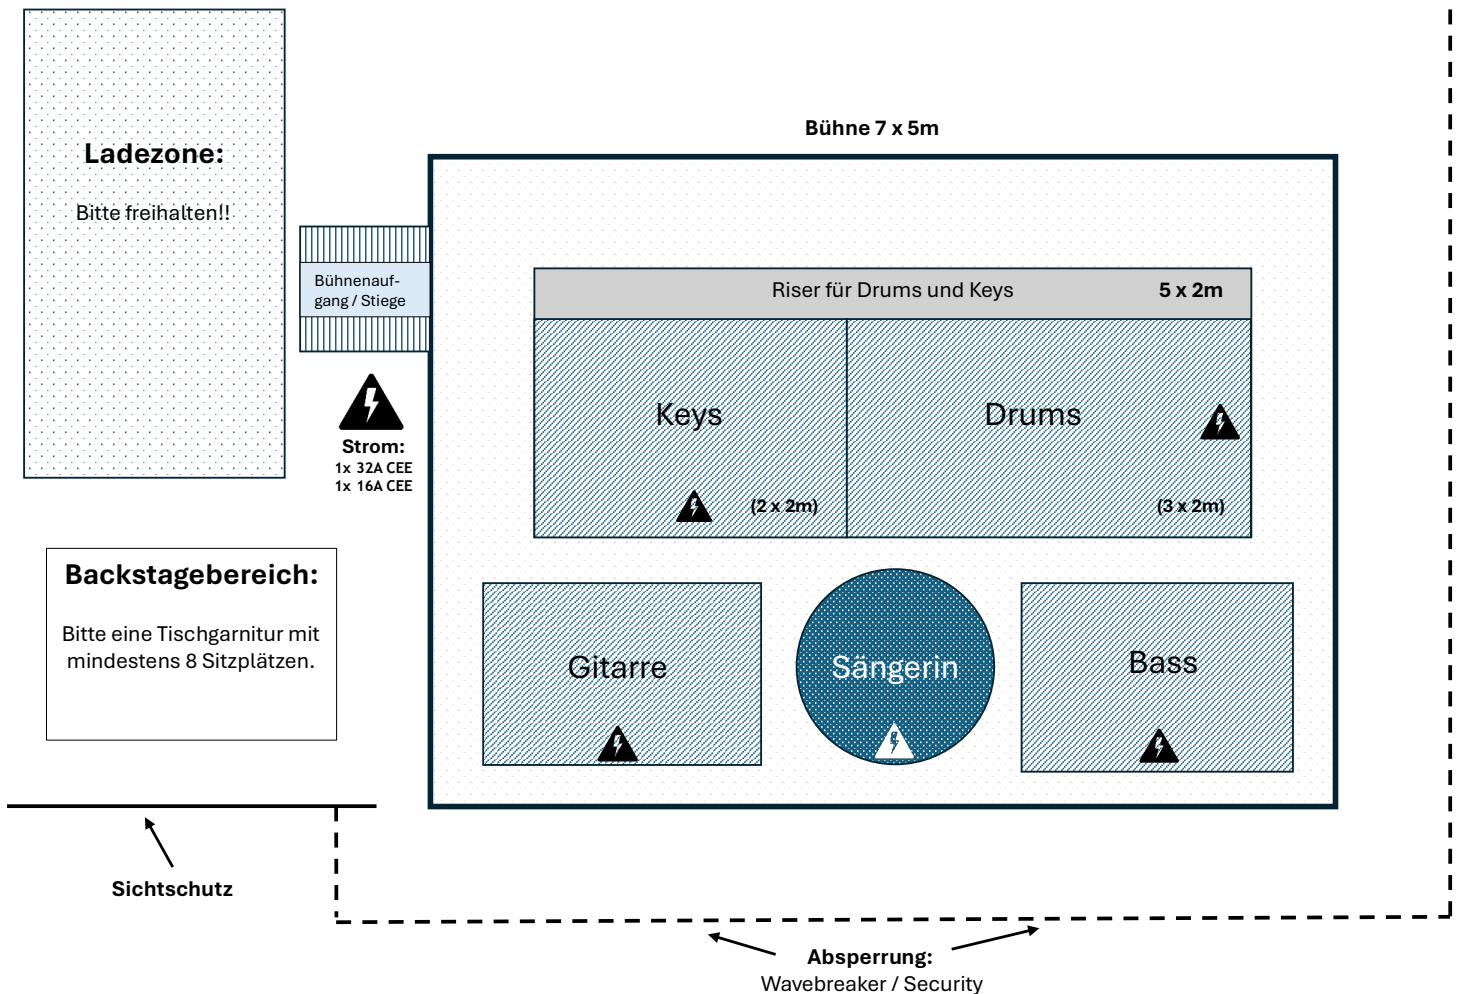 Bühne 7 x 5m
Ladezone:
Bitte freihalten!!
Bühnenauf-
gang / Stiege
Riser für Drums und Keys 5 x 2m
Keys
Drums
(2 x 2m)
(3 x 2m)
Strom:
1x 32A CEE
1x 16A CEE
Backstagebereich:
Bitte eine Tischgarnitur mit
mindestens 8 Sitzplätzen.
Gitarre
Sängerin
Bass
Sichtschutz
Absperrung:
Wavebreaker / Security